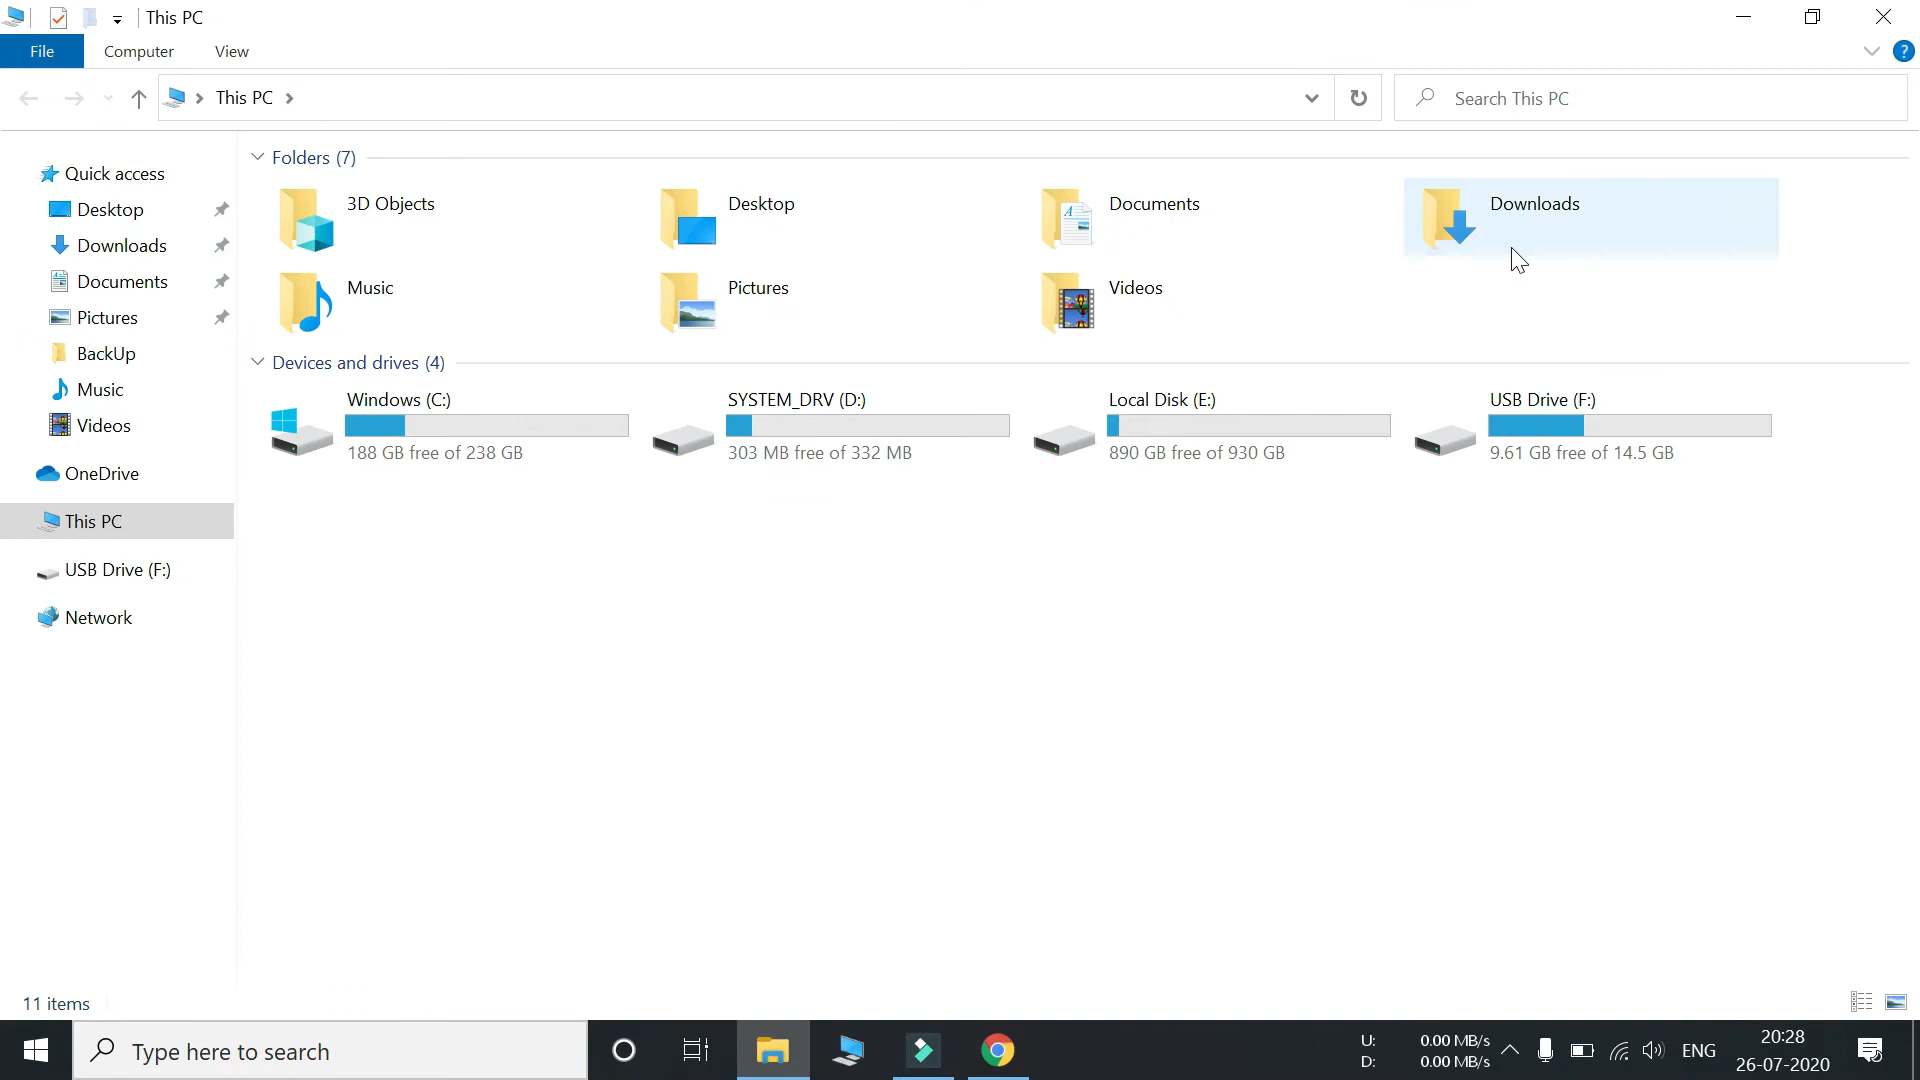 This PC
File Computer View
This PC
Search This PC
Quick access
Desktop
Downloads
Documents
Pictures
BackUp
Music
Videos
OneDrive
This PC
USB Drive (F:)
Network
Folders (7)
3D Objects
Desktop
Documents
Downloads
Music
Pictures
Videos
Devices and drives (4)
Windows (C:)
188 GB free of 238 GB
SYSTEM_DRV (D:)
303 MB free of 332 MB
Local Disk (E:)
890 GB free of 930 GB
USB Drive (F:)
9.61 GB free of 14.5 GB
11 items
Type here to search
U: 0.00 MB/s
D: 0.00 MB/s
ENG
20:28
26-07-2020